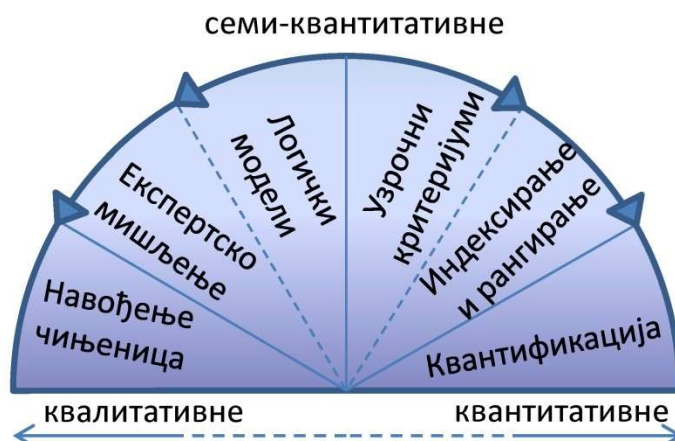 семи-квантитативне
Логички
модели
Узрочни
критеријуми
Експертско
мишљење
Индексирање
и рангирање
Навођење
чињеница
Квантификација
квалитативне
квантитативне